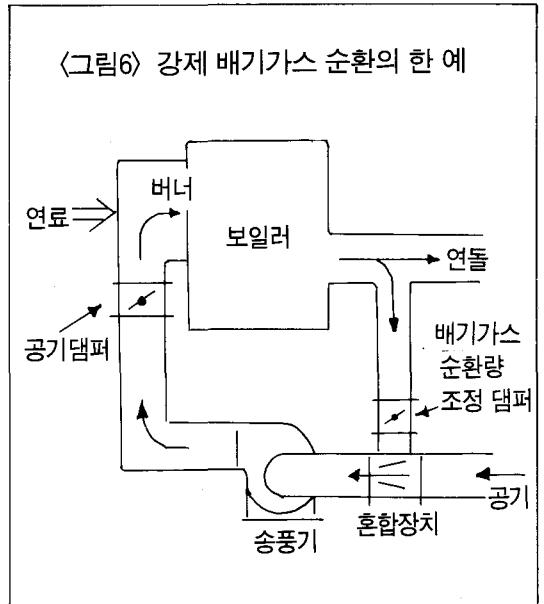 〈그림6〉 강제 배기가스 순환의 한 예
버너
연료
보일러
연돌
공기댐퍼
배기가스
순환량
조정 댐퍼
공기
혼합장치
송풍기